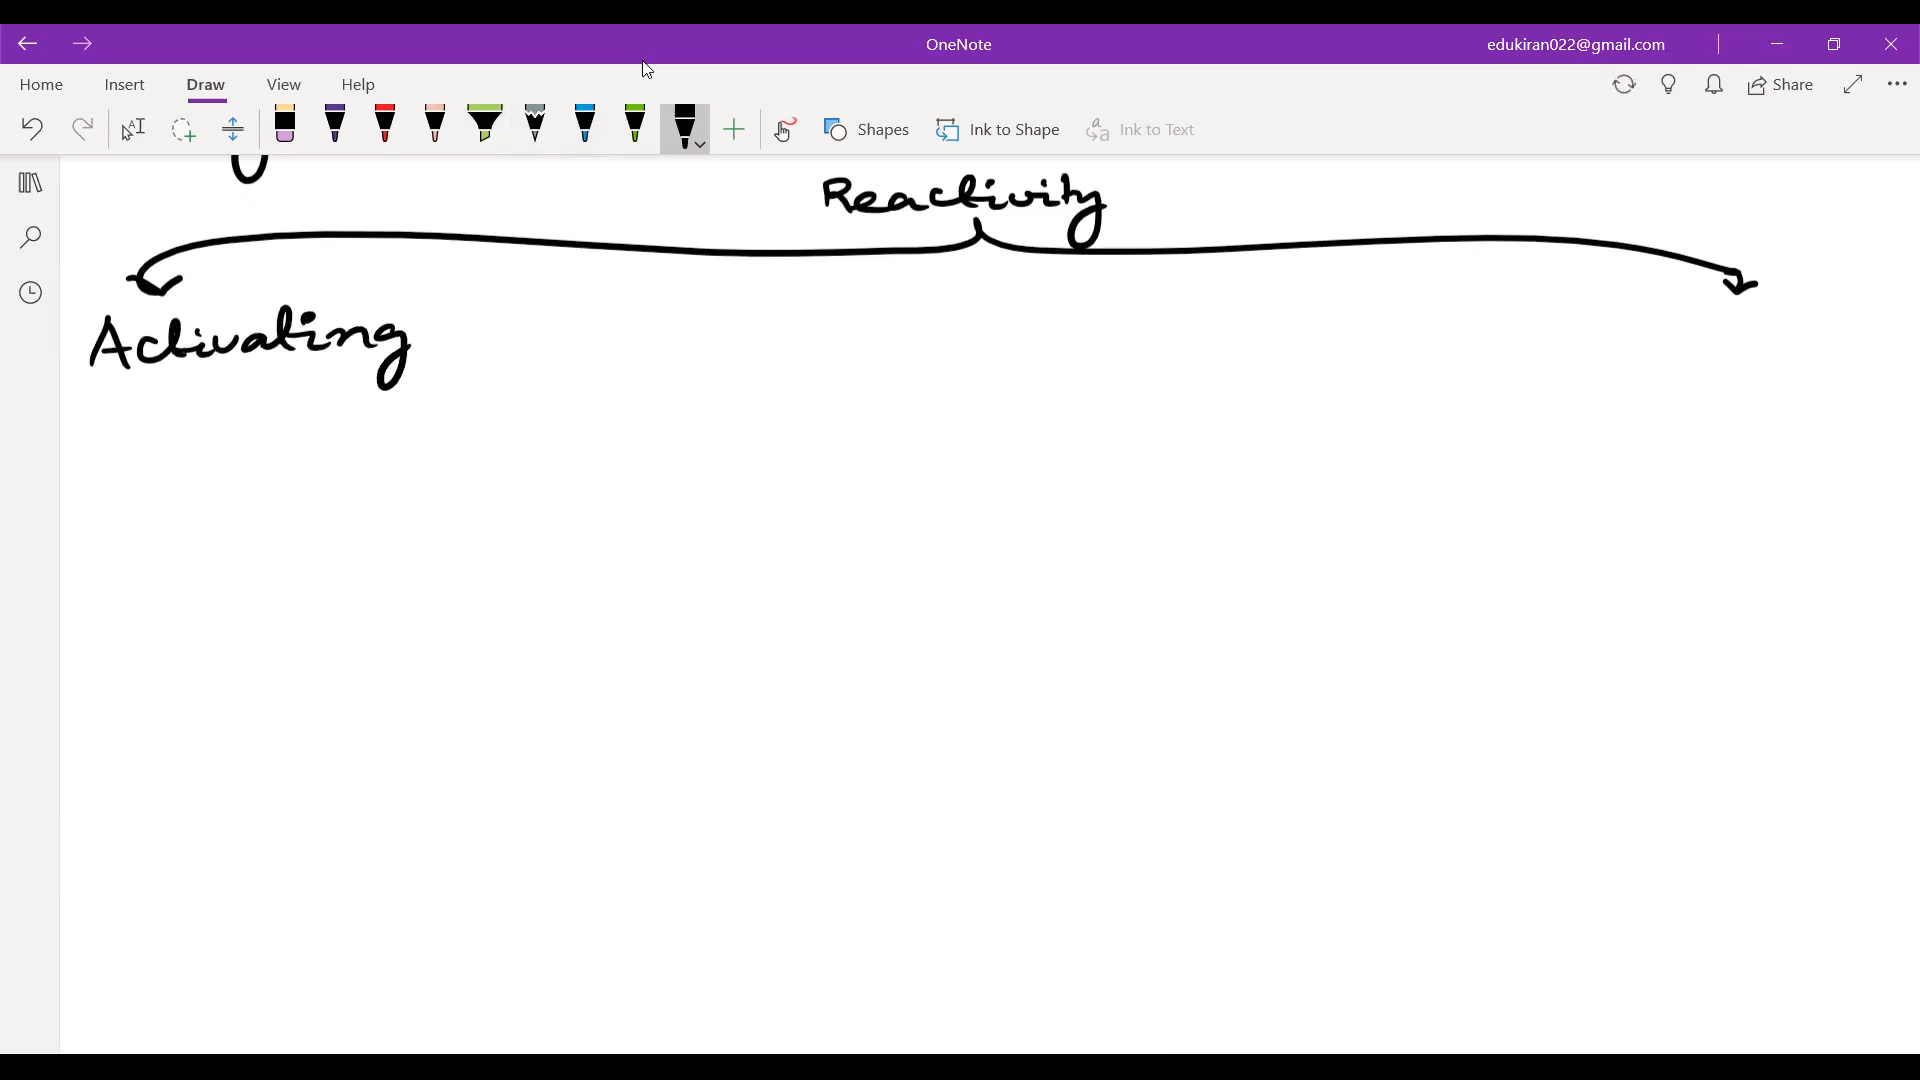 OneNote
edukiran022@gmail.com
Home Insert Draw View Help
Share
Shapes Ink to Shape Ink to Text
Reactivity
Activating